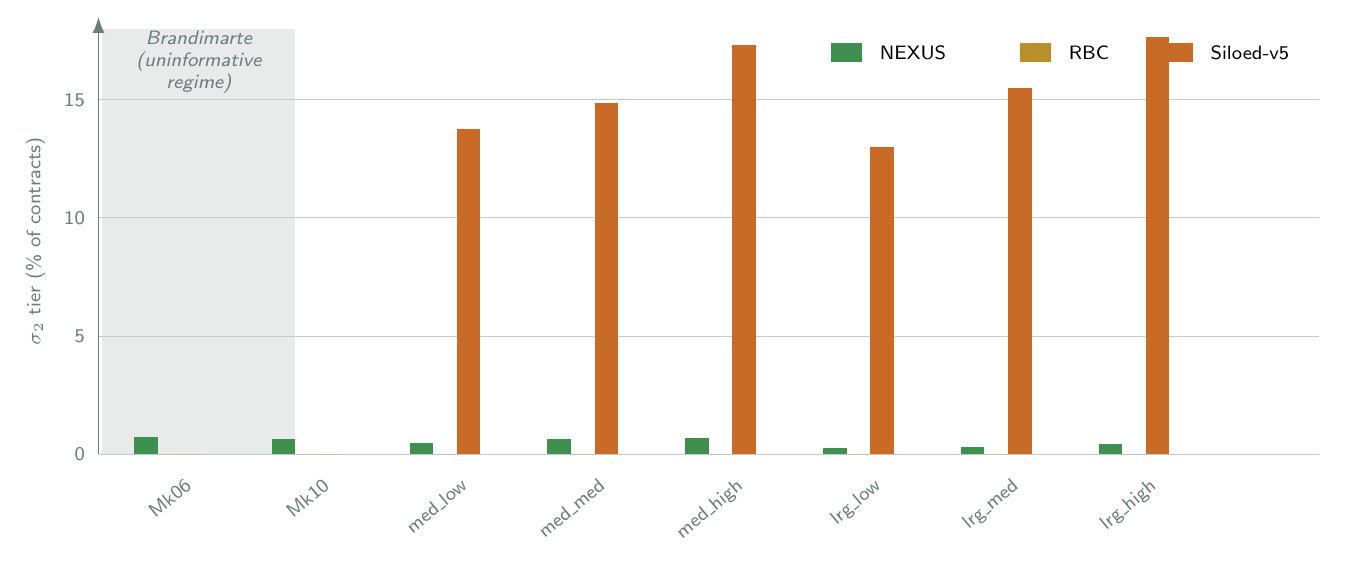 Brandimarte
(uninformative
regime)
NEXUS
RBC
Siloed-v5
σ₂ tier (% of contracts)
15
10
5
0
Mk06
Mk10
med_low
med_med
med_high
lrg_low
lrg_med
lrg_high